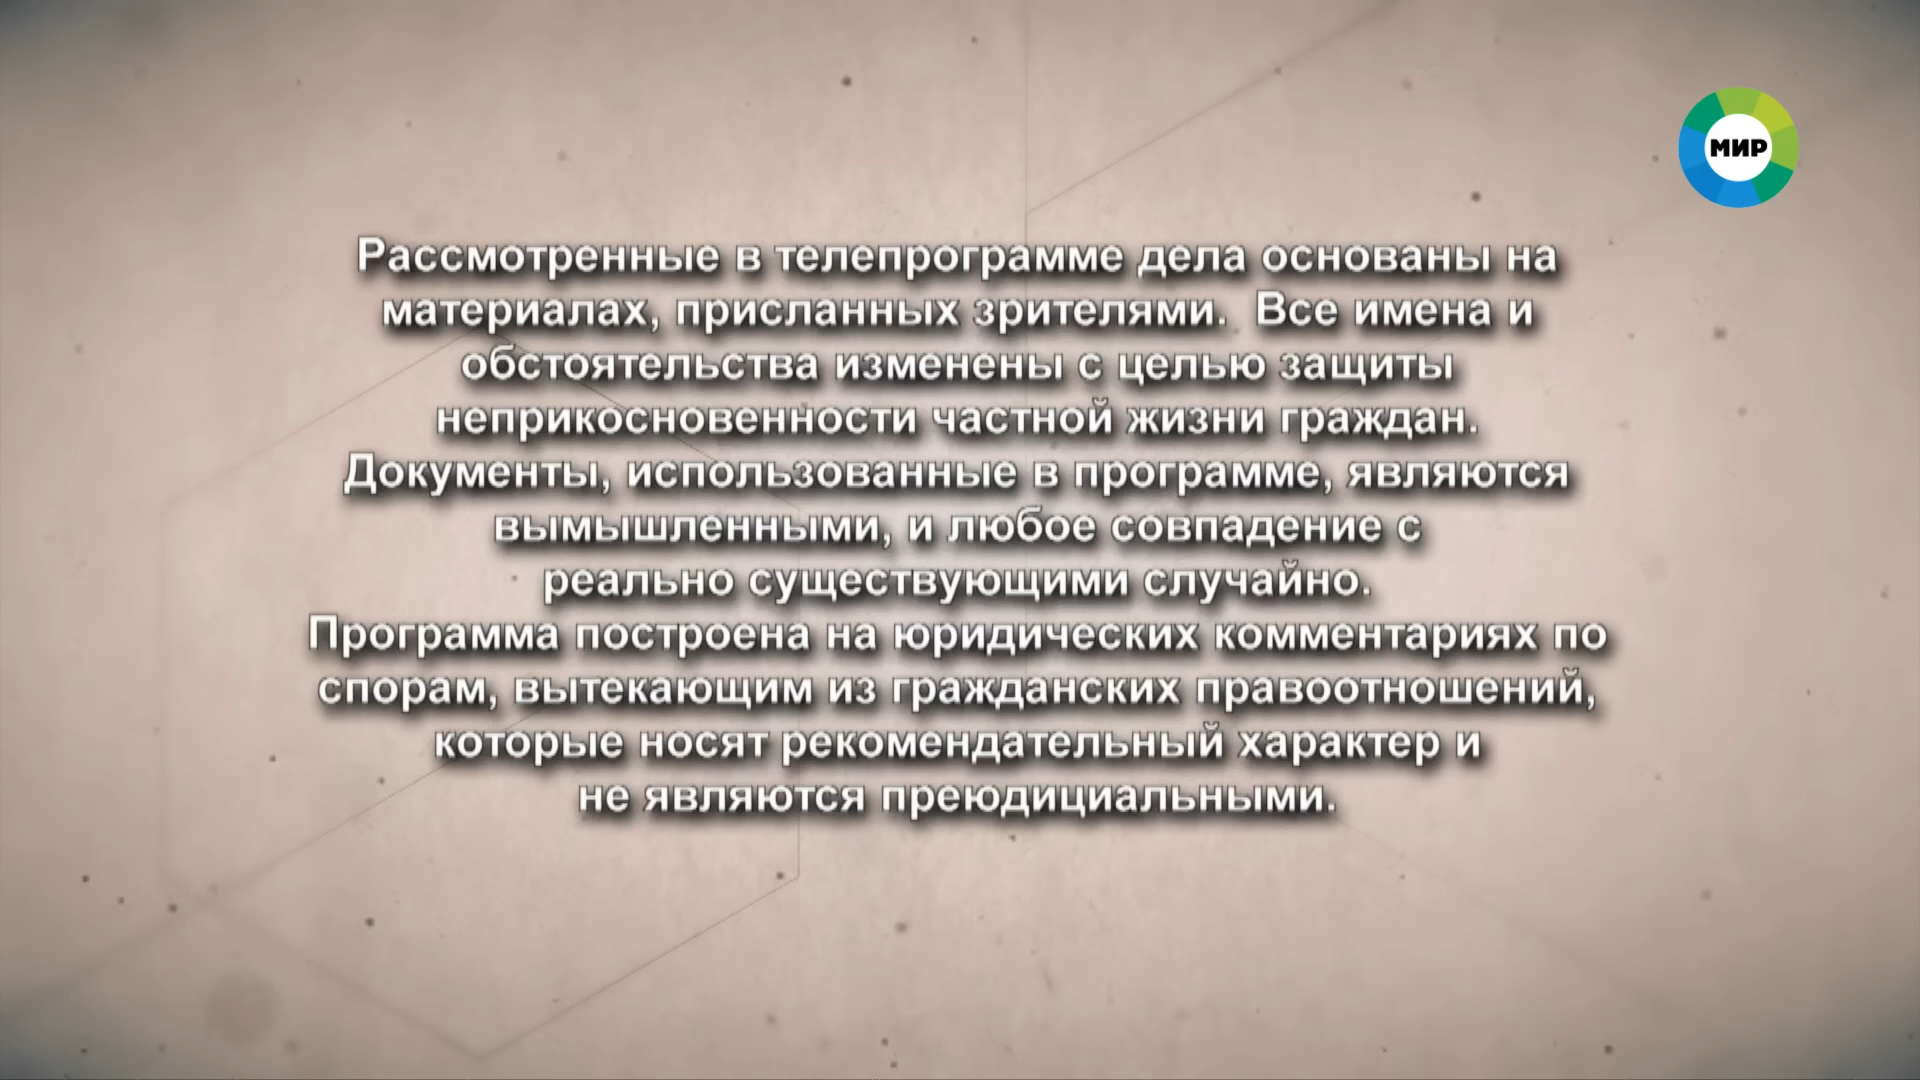 МИР
Рассмотренные в телепрограмме дела основаны на
материалах, присланных зрителями.  Все имена и
обстоятельства изменены с целью защиты
неприкосновенности частной жизни граждан.
Документы, использованные в программе, являются
вымышленными, и любое совпадение с
реально существующими случайно.
Программа построена на юридических комментариях по
спорам, вытекающим из гражданских правоотношений,
которые носят рекомендательный характер и
не являются преюдициальными.